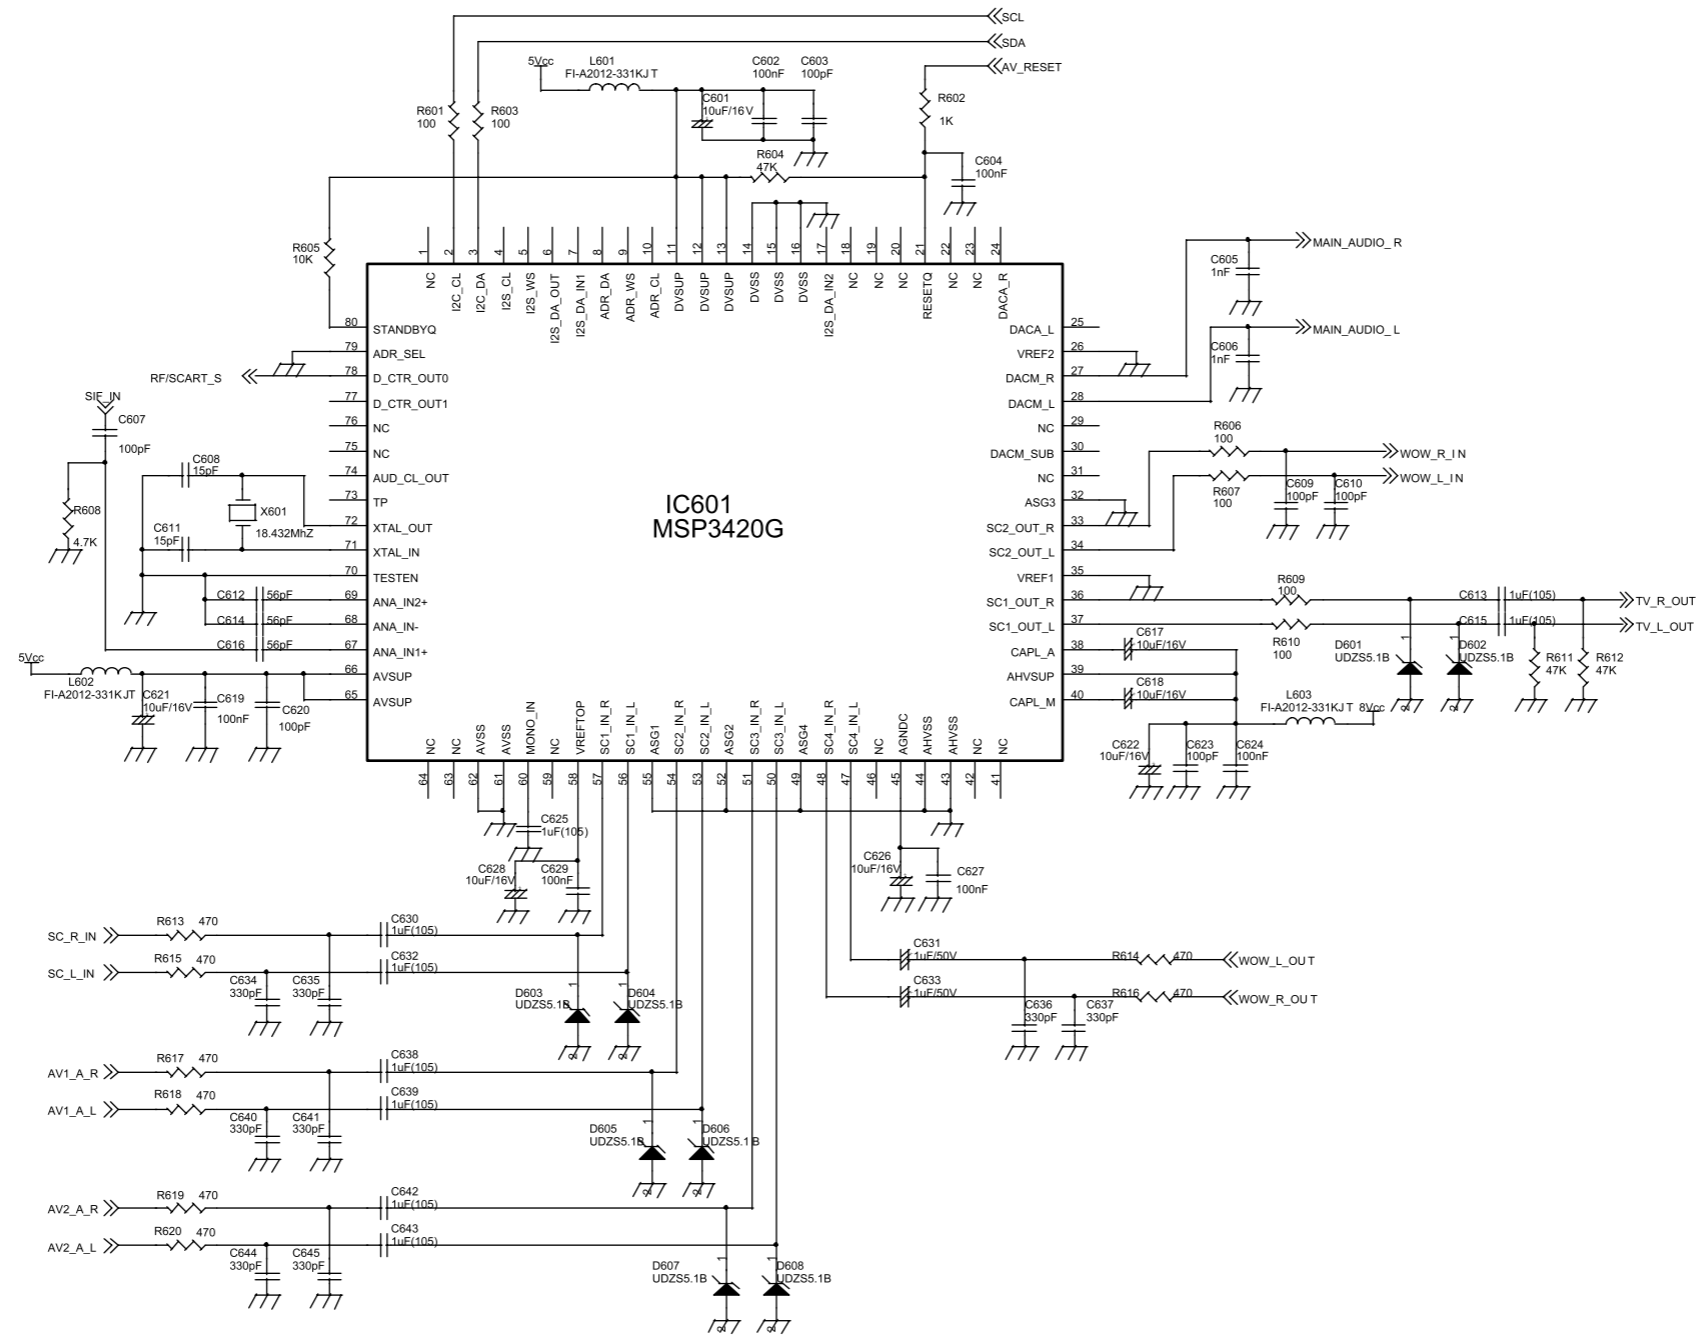 SCL
SDA
AV_RESET
5Vcc
L601
FI-A2012-331KJT
C602
100nF
C603
100pF
C601
10uF/16V
R601
100
R603
100
R602
1K
R604
47K
C604
100nF
R605
10K
1
2
3
4
5
6
7
8
9
10
11
12
13
14
15
16
17
18
19
20
21
22
23
24
NC
I2C_CL
I2C_DA
I2S_CL
I2S_WS
I2S_DA_OUT
I2S_DA_IN1
ADR_DA
ADR_WS
ADR_CL
DVSUP
DVSUP
DVSUP
DVSS
DVSS
DVSS
I2S_DA_IN2
NC
NC
NC
RESETQ
NC
NC
DACA_R
MAIN_AUDIO_R
C605
1nF
MAIN_AUDIO_L
C606
1nF
80 STANDBYQ
79 ADR_SEL
78 D_CTR_OUT0
77 D_CTR_OUT1
76 NC
75 NC
74 AUD_CL_OUT
73 TP
72 XTAL_OUT
71 XTAL_IN
70 TESTEN
69 ANA_IN2+
68 ANA_IN-
67 ANA_IN1+
66 AVSUP
65 AVSUP
RF/SCART_S
SIF_IN
C607
100pF
C608
15pF
R608
4.7K
X601
18.432MhZ
C611
15pF
C612 56pF
C614 56pF
C616 56pF
5Vcc
L602
FI-A2012-331KJT
C621
10uF/16V
C619
100nF
C620
100pF
IC601
MSP3420G
DACA_L 25
VREF2 26
DACM_R 27
DACM_L 28
NC 29
DACM_SUB 30
NC 31
ASG3 32
SC2_OUT_R 33
SC2_OUT_L 34
VREF1 35
SC1_OUT_R 36
SC1_OUT_L 37
CAPL_A 38
AHVSUP 39
CAPL_M 40
R606
100
WOW_R_IN
WOW_L_IN
R607
100
C609
100pF
C610
100pF
R609
100
C613 1uF(105)
TV_R_OUT
C615 1uF(105)
TV_L_OUT
R610
100
D601
UDZS5.1B
1
2
D602
UDZS5.1B
1
2
R611
47K
R612
47K
C617
10uF/16V
C618
10uF/16V
L603
FI-A2012-331KJT 8Vcc
C622
10uF/16V
C623
100pF
C624
100nF
NC
NC
AVSS
AVSS
MONO_IN
NC
VREFTOP
SC1_IN_R
SC1_IN_L
ASG1
SC2_IN_R
SC2_IN_L
ASG2
SC3_IN_R
SC3_IN_L
ASG4
SC4_IN_R
SC4_IN_L
NC
AGNDC
AHVSS
AHVSS
NC
NC
64
63
62
61
60
59
58
57
56
55
54
53
52
51
50
49
48
47
46
45
44
43
42
41
C625
1uF(105)
C628
10uF/16V
C629
100nF
C626
10uF/16V
C627
100nF
SC_R_IN
R613 470
C630
1uF(105)
SC_L_IN
R615 470
C632
1uF(105)
C634
330pF
C635
330pF
D603
UDZS5.1B
1
2
D604
UDZS5.1B
1
2
C631
1uF/50V
R614 470
WOW_L_OUT
C633
1uF/50V
R616 470
WOW_R_OUT
C636
330pF
C637
330pF
AV1_A_R
R617 470
C638
1uF(105)
AV1_A_L
R618 470
C639
1uF(105)
C640
330pF
C641
330pF
D605
UDZS5.1B
1
2
D606
UDZS5.1B
1
2
AV2_A_R
R619 470
C642
1uF(105)
AV2_A_L
R620 470
C643
1uF(105)
C644
330pF
C645
330pF
D607
UDZS5.1B
1
2
D608
UDZS5.1B
1
2